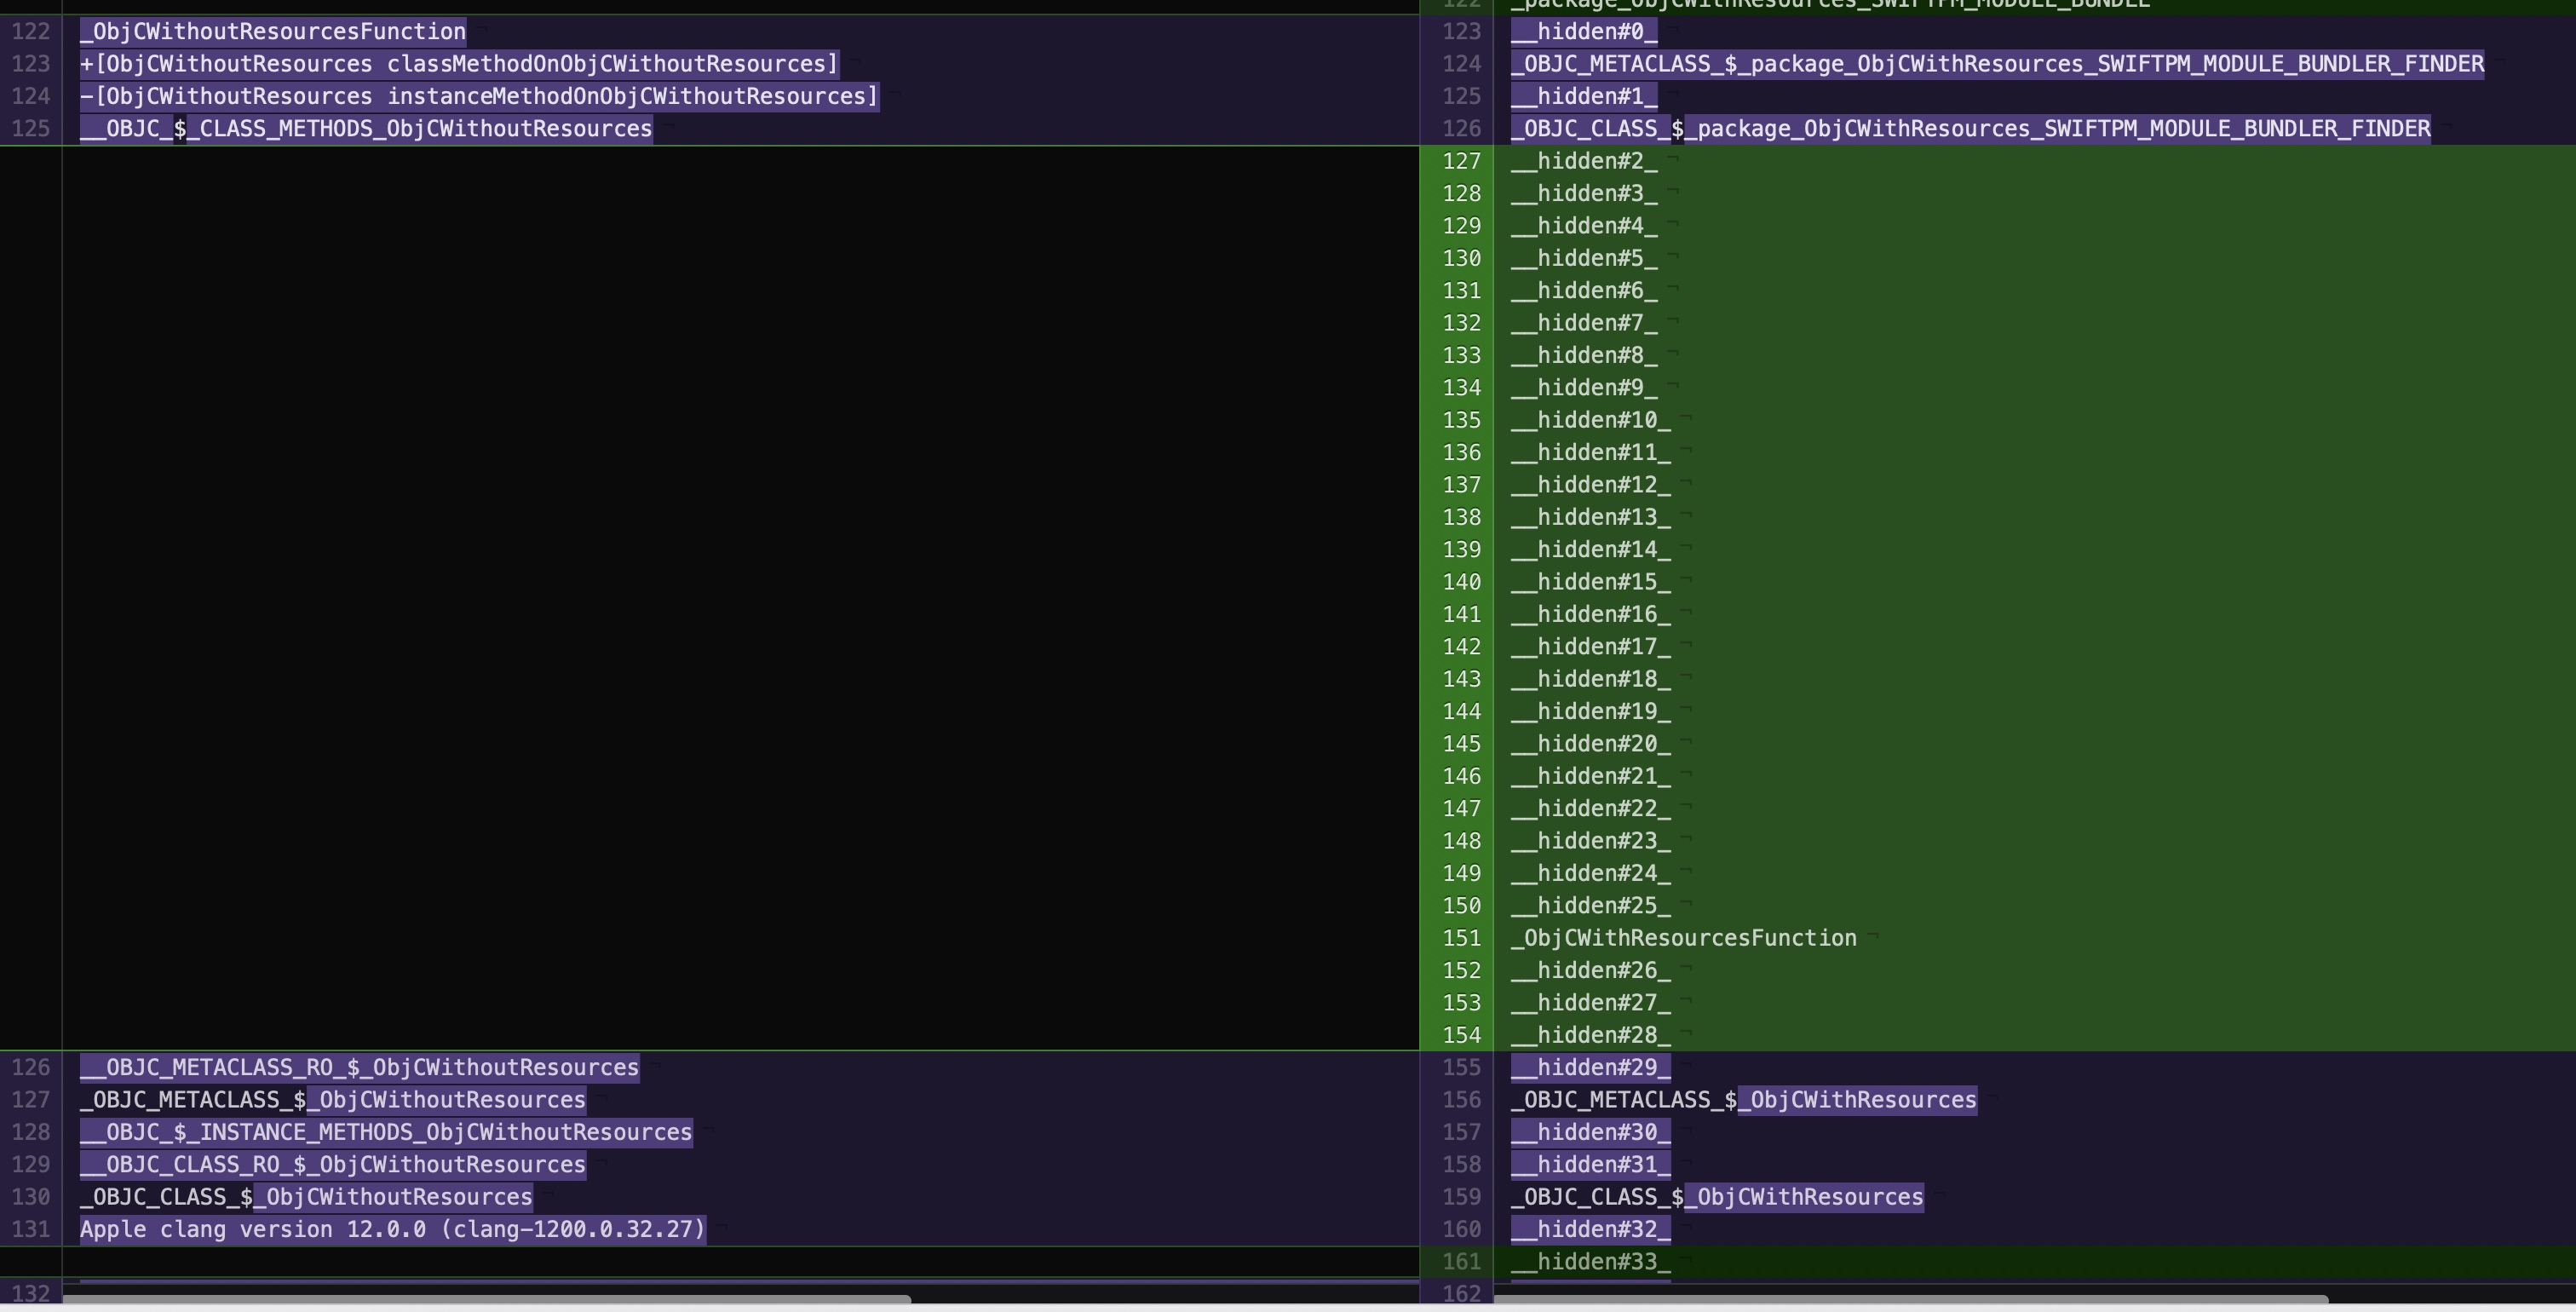 122 _package_ObjCWithResources_SWIFTPM_MODULE_BUNDLE
122 _ObjCWithoutResourcesFunction
123 +[ObjCWithoutResources classMethodOnObjCWithoutResources]
124 -[ObjCWithoutResources instanceMethodOnObjCWithoutResources]
125 __OBJC_$_CLASS_METHODS_ObjCWithoutResources
126 __OBJC_METACLASS_RO_$_ObjCWithoutResources
127 _OBJC_METACLASS_$_ObjCWithoutResources
128 __OBJC_$_INSTANCE_METHODS_ObjCWithoutResources
129 __OBJC_CLASS_RO_$_ObjCWithoutResources
130 _OBJC_CLASS_$_ObjCWithoutResources
131 Apple clang version 12.0.0 (clang-1200.0.32.27)
132
123 __hidden#0_
124 _OBJC_METACLASS_$_package_ObjCWithResources_SWIFTPM_MODULE_BUNDLER_FINDER
125 __hidden#1_
126 _OBJC_CLASS_$_package_ObjCWithResources_SWIFTPM_MODULE_BUNDLER_FINDER
127 __hidden#2_
128 __hidden#3_
129 __hidden#4_
130 __hidden#5_
131 __hidden#6_
132 __hidden#7_
133 __hidden#8_
134 __hidden#9_
135 __hidden#10_
136 __hidden#11_
137 __hidden#12_
138 __hidden#13_
139 __hidden#14_
140 __hidden#15_
141 __hidden#16_
142 __hidden#17_
143 __hidden#18_
144 __hidden#19_
145 __hidden#20_
146 __hidden#21_
147 __hidden#22_
148 __hidden#23_
149 __hidden#24_
150 __hidden#25_
151 _ObjCWithResourcesFunction
152 __hidden#26_
153 __hidden#27_
154 __hidden#28_
155 __hidden#29_
156 _OBJC_METACLASS_$_ObjCWithResources
157 __hidden#30_
158 __hidden#31_
159 _OBJC_CLASS_$_ObjCWithResources
160 __hidden#32_
161 __hidden#33_
162